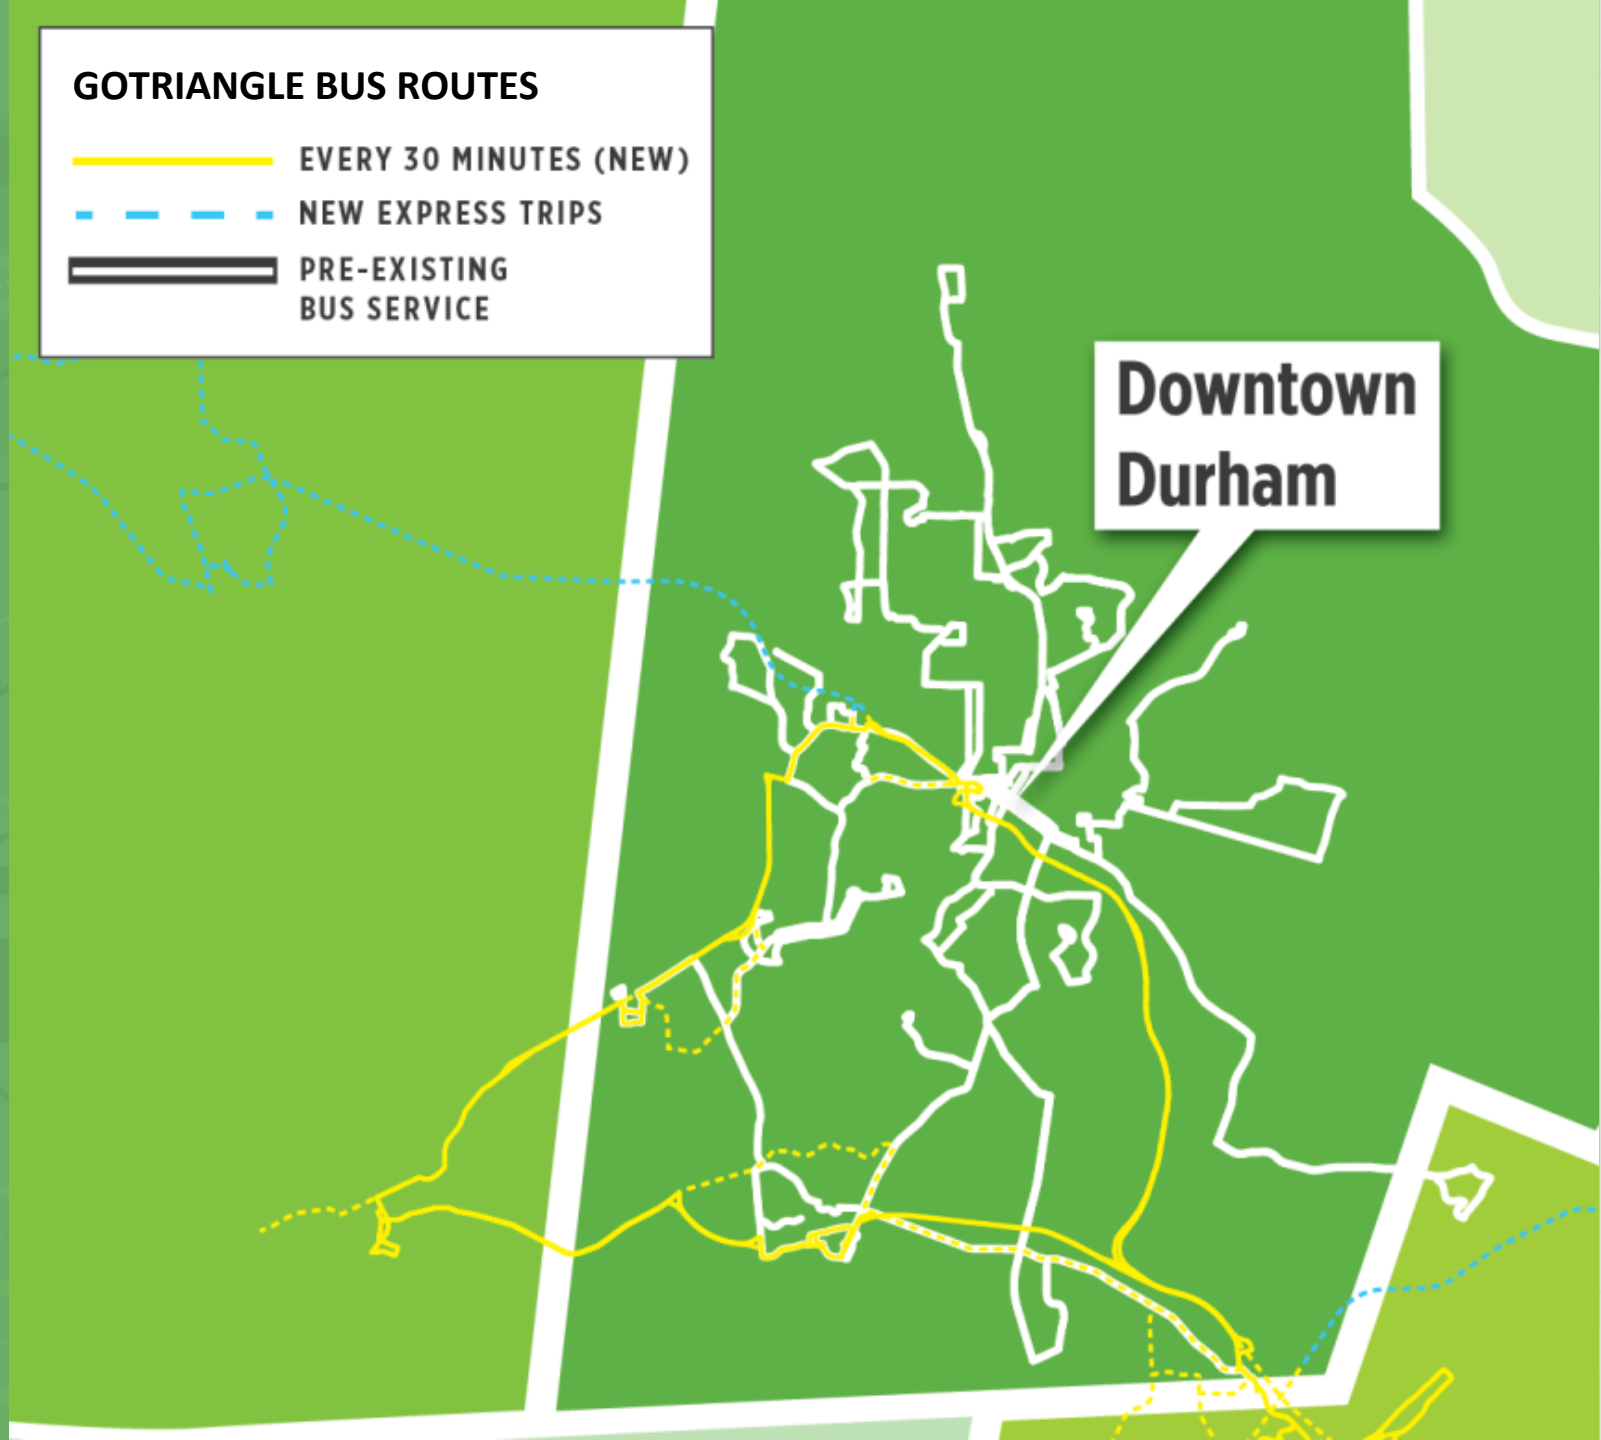 GOTRIANGLE BUS ROUTES
EVERY 30 MINUTES (NEW)
NEW EXPRESS TRIPS
PRE-EXISTING
BUS SERVICE
Downtown
Durham